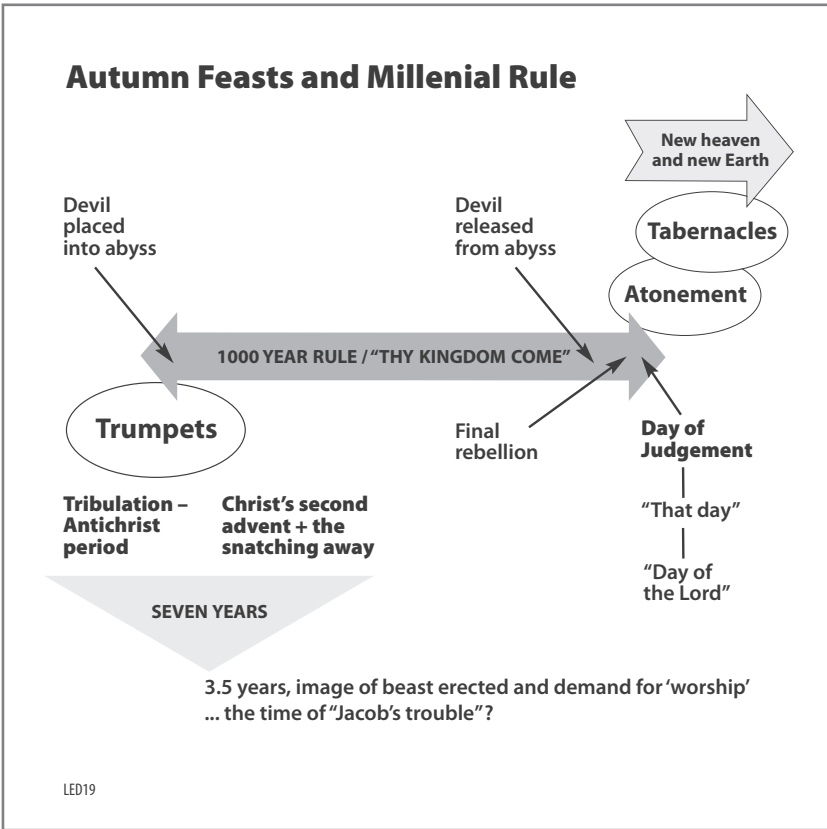 Autumn Feasts and Millenial Rule
New heaven
and new Earth
Devil
placed
into abyss
Devil
released
from abyss
Tabernacles
Atonement
1000 YEAR RULE / “THY KINGDOM COME”
Trumpets
Final
rebellion
Day of
Judgement
Tribulation –
Antichrist
period
Christ’s second
advent + the
snatching away
“That day”
“Day of
the Lord”
SEVEN YEARS
3.5 years, image of beast erected and demand for ‘worship’
... the time of “Jacob’s trouble”?
LED19